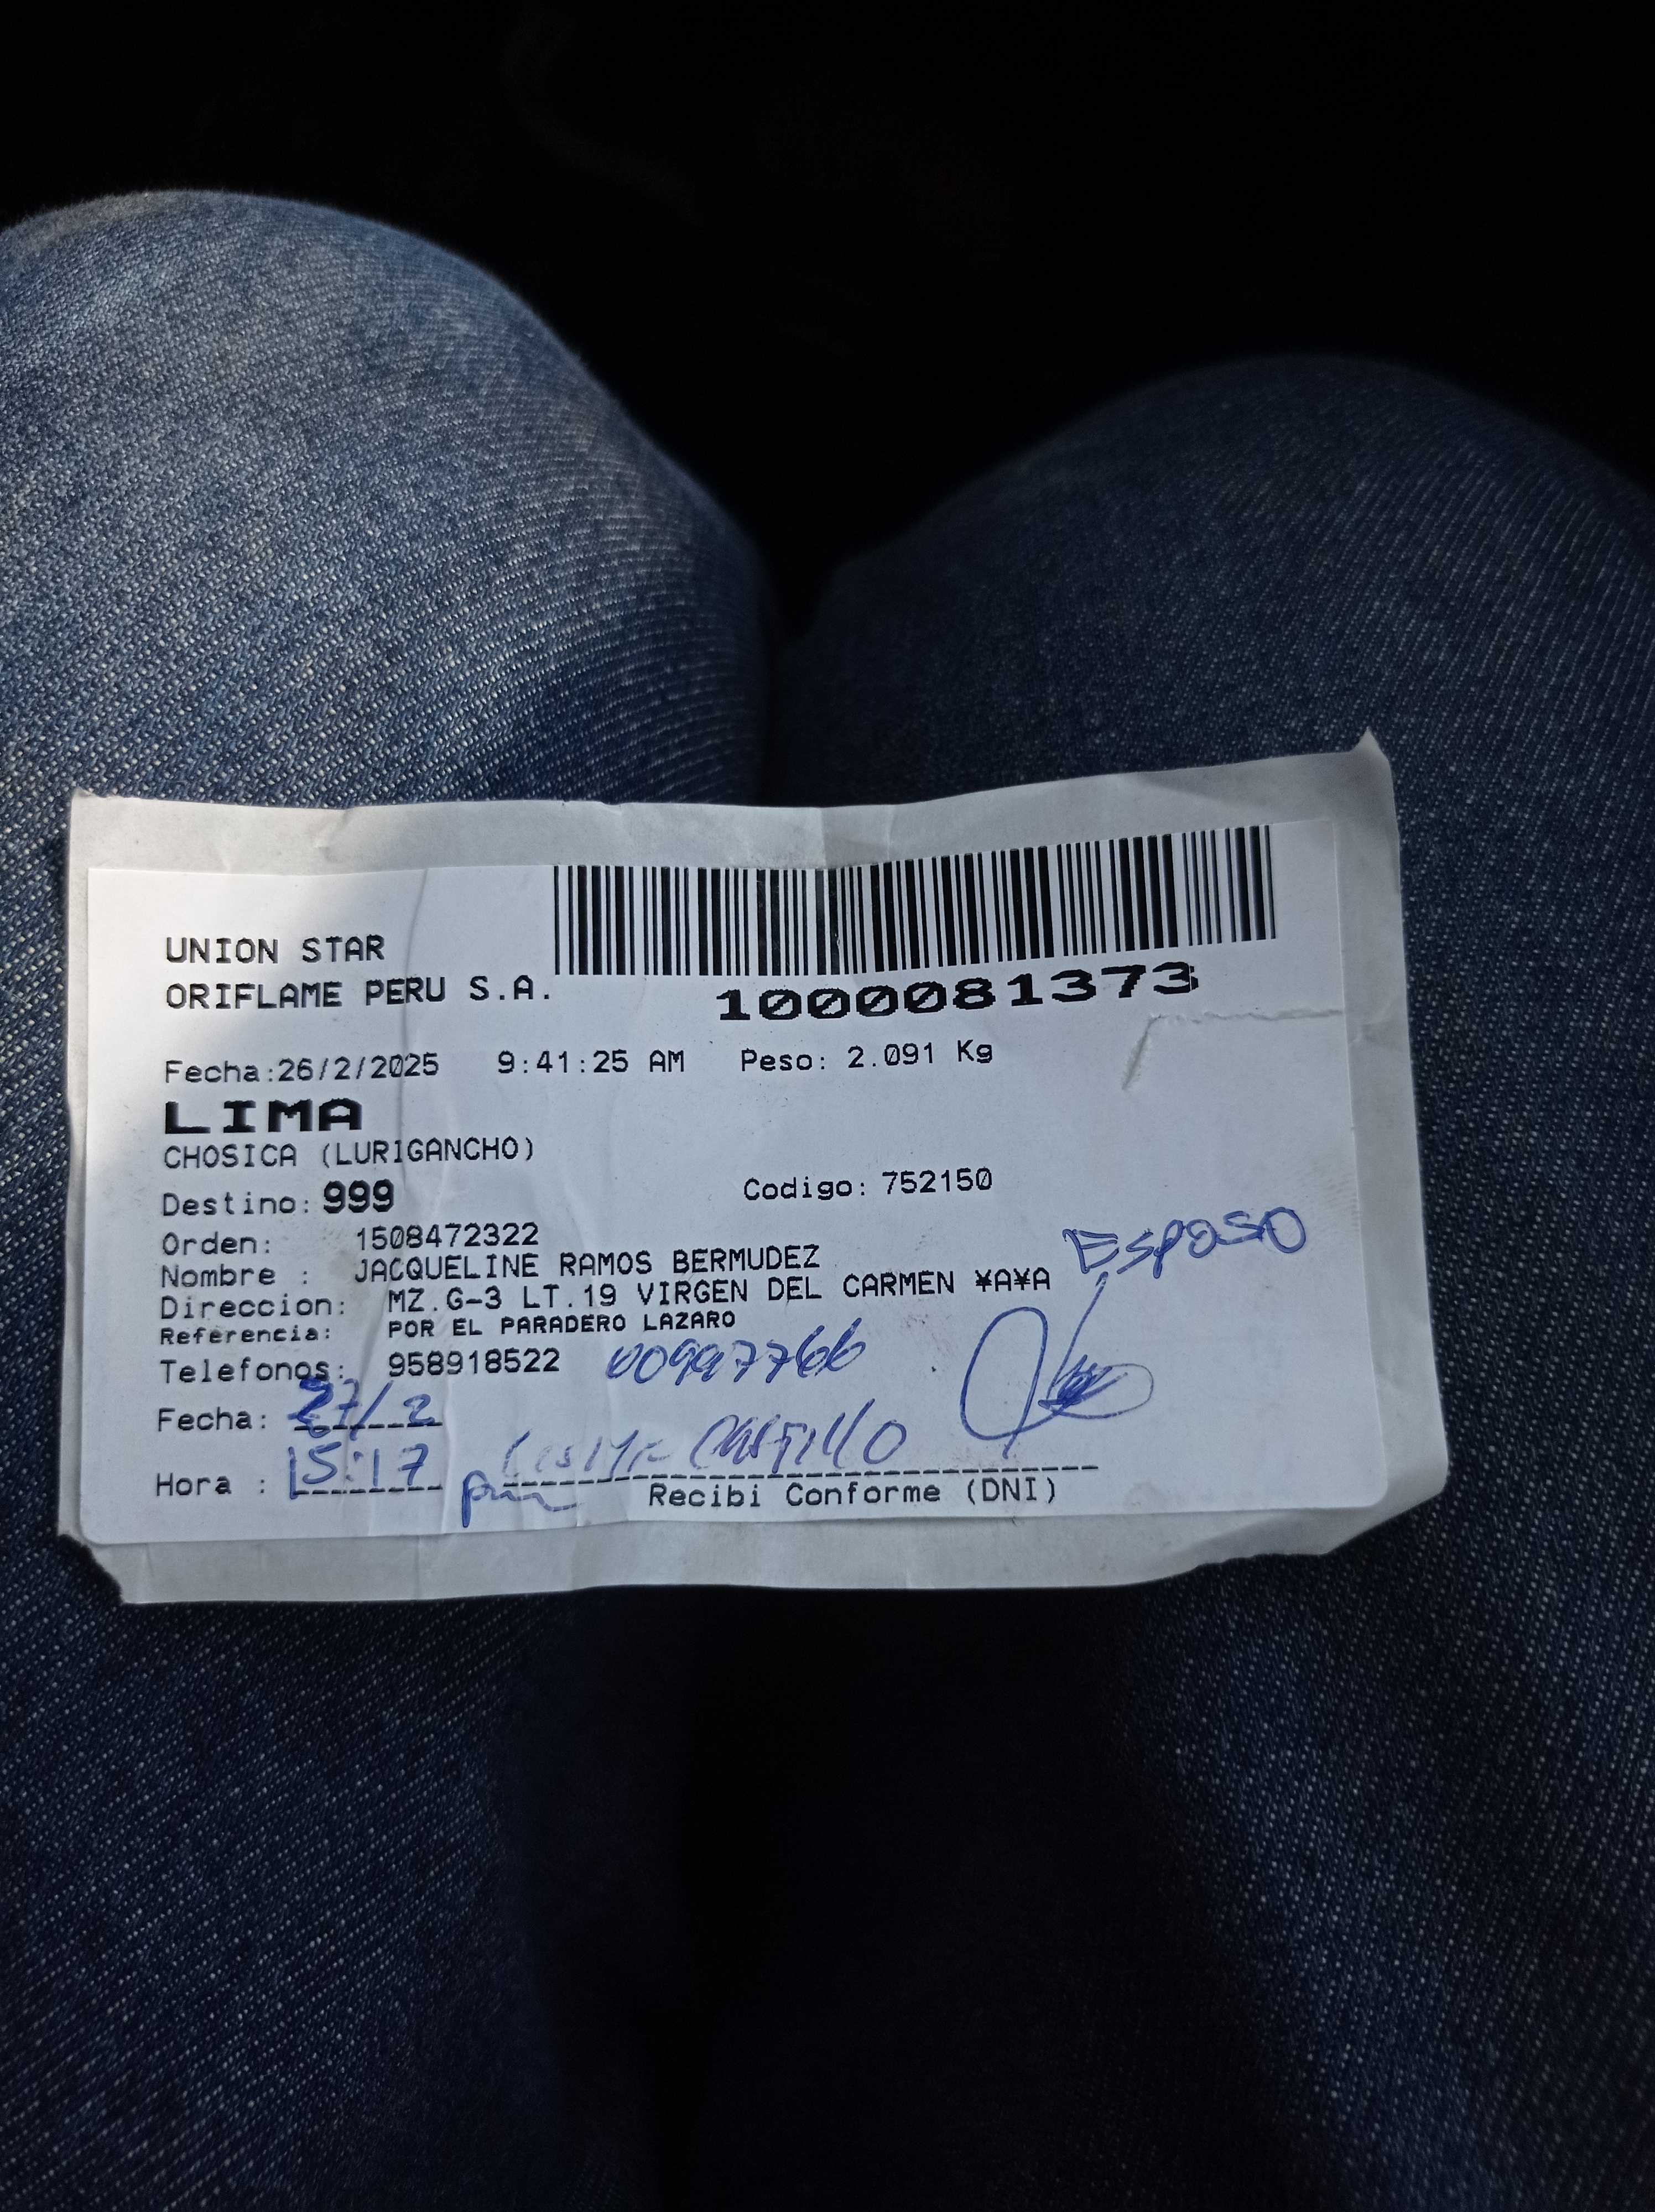 UNION STAR
ORIFLAME PERU S.A.
1000081373
Fecha:26/2/2025 9:41:25 AM Peso: 2.091 Kg
LIMA
CHOSICA (LURIGANCHO)
Destino: 999 Codigo: 752150
Orden: 1508472322
Nombre : JACQUELINE RAMOS BERMUDEZ
Esposo
Direccion: MZ.G-3 LT.19 VIRGEN DEL CARMEN ¥A¥A
Referencia: POR EL PARADERO LAZARO
Telefonos: 958918522
Fecha: 27/2
Hora : 15:17 CASTILLO
Recibi Conforme (DNI)